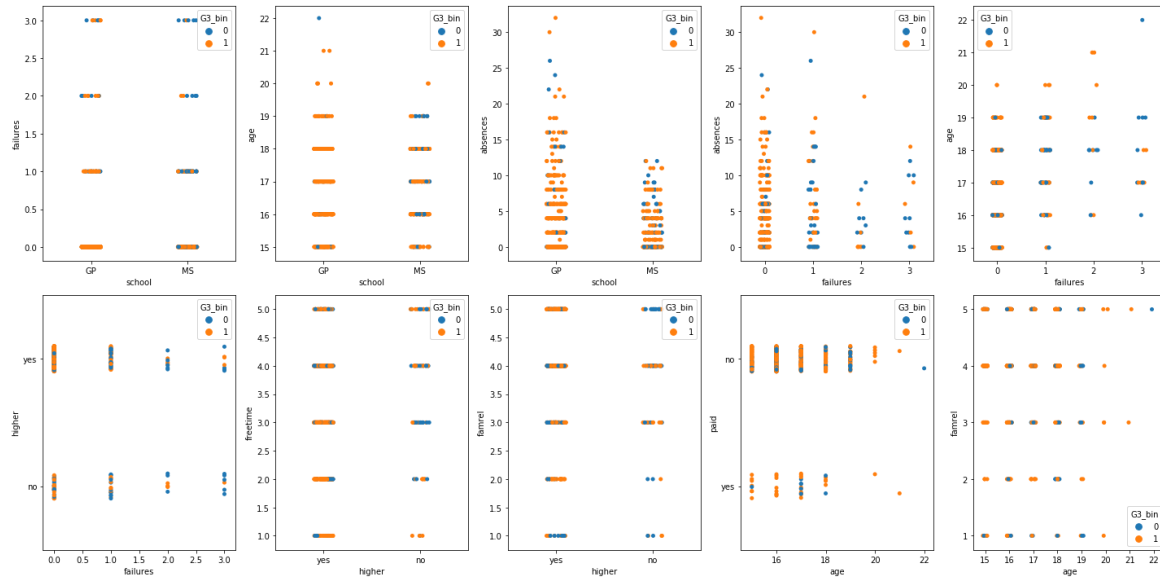 G3_bin
0
1
3.0
2.5
2.0
1.5
1.0
0.5
0.0
failures
GP
MS
school
G3_bin
0
1
22
21
20
19
18
17
16
15
age
GP
MS
school
G3_bin
0
1
30
25
20
15
10
5
0
absences
GP
MS
school
G3_bin
0
1
30
25
20
15
10
5
0
absences
0
1
2
3
failures
G3_bin
0
1
22
21
20
19
18
17
16
15
age
0
1
2
3
failures
G3_bin
0
1
yes
no
higher
0.0 0.5 1.0 1.5 2.0 2.5 3.0
failures
G3_bin
0
1
5.0
4.5
4.0
3.5
3.0
2.5
2.0
1.5
1.0
freetime
yes
no
higher
G3_bin
0
1
5.0
4.5
4.0
3.5
3.0
2.5
2.0
1.5
1.0
famrel
yes
no
higher
G3_bin
0
1
no
yes
paid
16 18 20 22
age
5
4
3
2
1
famrel
G3_bin
0
1
15 16 17 18 19 20 21 22
age